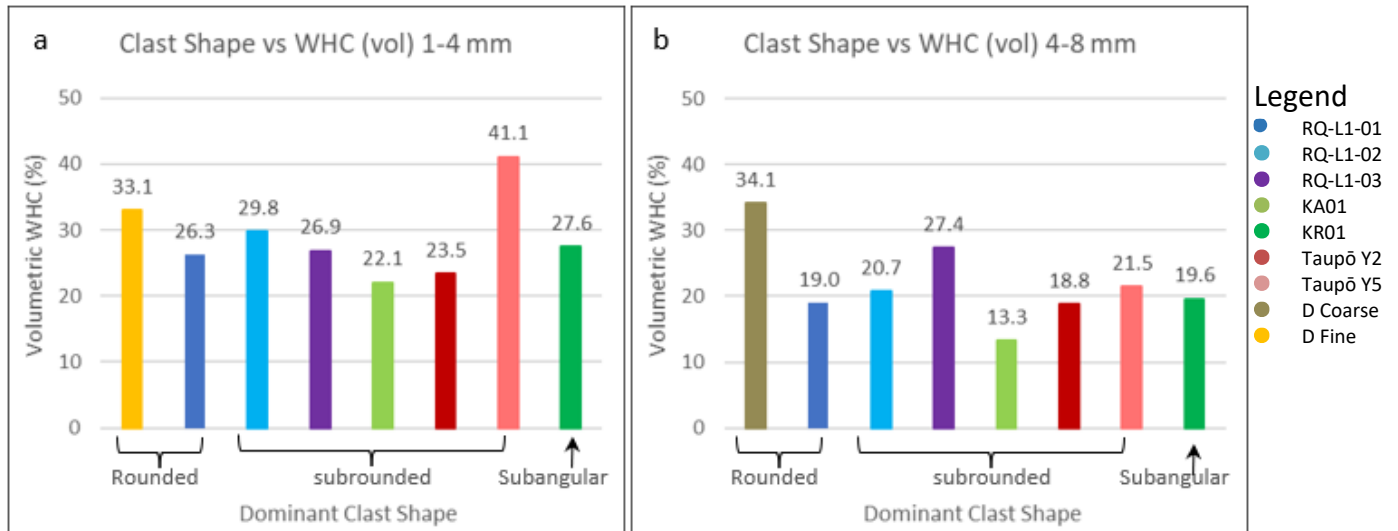 a
Clast Shape vs WHC (vol) 1-4 mm
Volumetric WHC (%)
50
40
30
20
10
0
33.1
26.3
29.8
26.9
22.1
23.5
41.1
27.6
Rounded
subrounded
Subangular
Dominant Clast Shape
b
Clast Shape vs WHC (vol) 4-8 mm
Volumetric WHC (%)
50
40
30
20
10
0
34.1
19.0
20.7
27.4
13.3
18.8
21.5
19.6
Rounded
subrounded
Subangular
Dominant Clast Shape
Legend
RQ-L1-01
RQ-L1-02
RQ-L1-03
KA01
KR01
Taupō Y2
Taupō Y5
D Coarse
D Fine